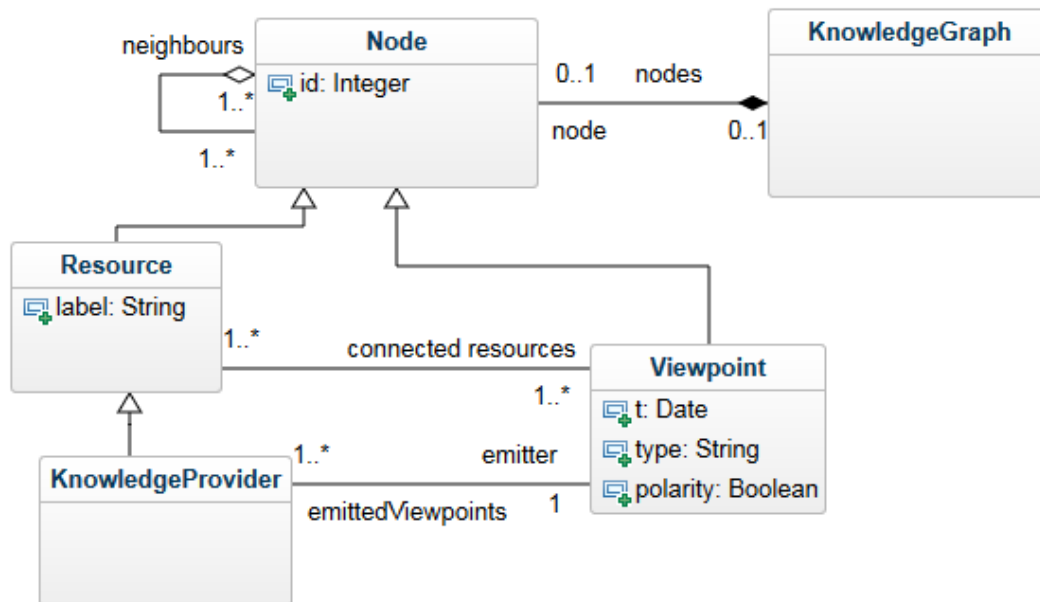 neighbours
Node
KnowledgeGraph
id: Integer
0..1
nodes
1..*
node
0..1
1..*
Resource
label: String
1..*
connected resources
Viewpoint
1..*
t: Date
KnowledgeProvider
1..*
emitter
type: String
emittedViewpoints
1
polarity: Boolean